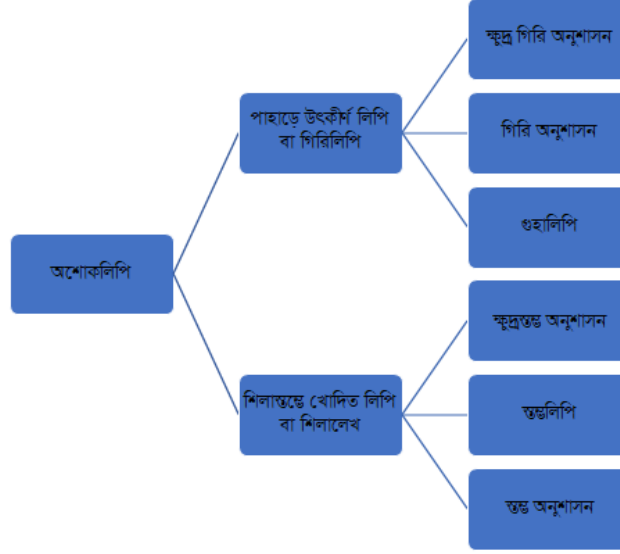 অশোকলিপি
পাহাড়ে উৎকীর্ণ লিপি
বা গিরিলিপি
ক্ষুদ্র গিরি অনুশাসন
গিরি অনুশাসন
গুহালিপি
শিলাস্তম্ভে খোদিত লিপি
বা শিলালেখ
ক্ষুদ্রস্তম্ভ অনুশাসন
স্তম্ভলিপি
স্তম্ভ অনুশাসন